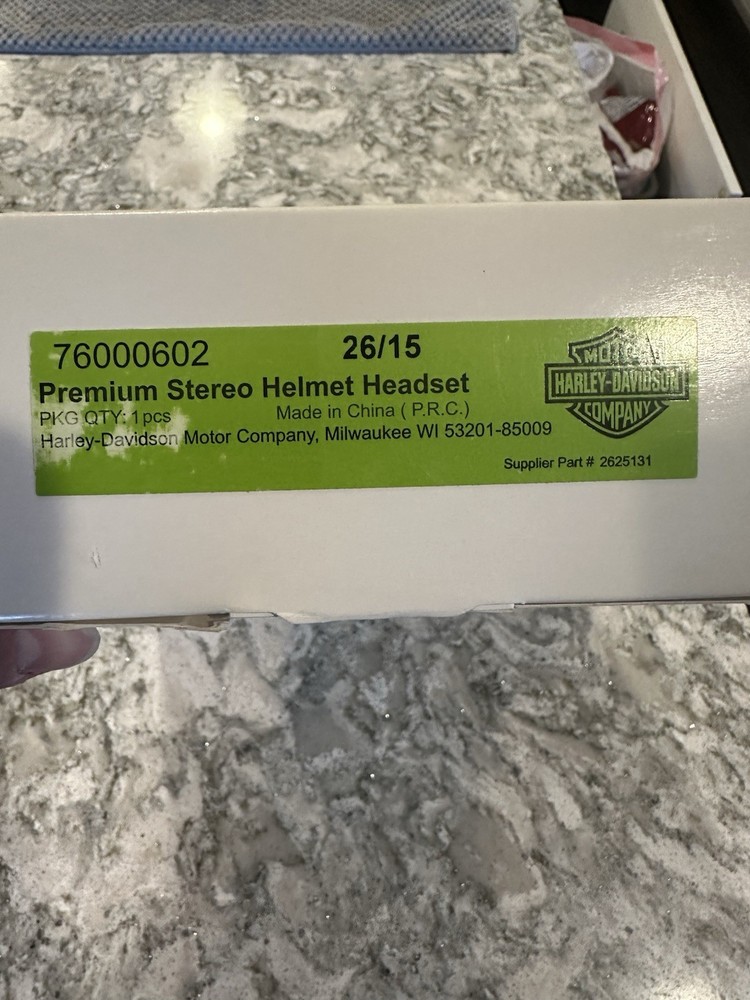 76000602 26/15
Premium Stereo Helmet Headset
PKG QTY: 1pcs Made in China ( P.R.C.)
Harley-Davidson Motor Company, Milwaukee WI 53201-85009
Supplier Part # 2625131
MOTOR
HARLEY-DAVIDSON
COMPANY